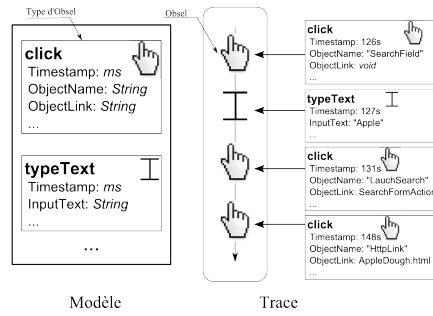 Type d'Obsel
click
Timestamp: ms
ObjectName: String
ObjectLink: String
...
typeText
Timestamp: ms
InputText: String
...
...
Modèle
Obsel
Trace
click
Timestamp: 126s
ObjectName: "SearchField"
ObjectLink: void
...
typeText
Timestamp: 127s
InputText: "Apple"
...
click
Timestamp: 131s
ObjectName: "LauchSearch"
ObjectLink: SearchFormAction
...
click
Timestamp: 148s
ObjectName: "HttpLink"
ObjectLink: AppleDough.html
...